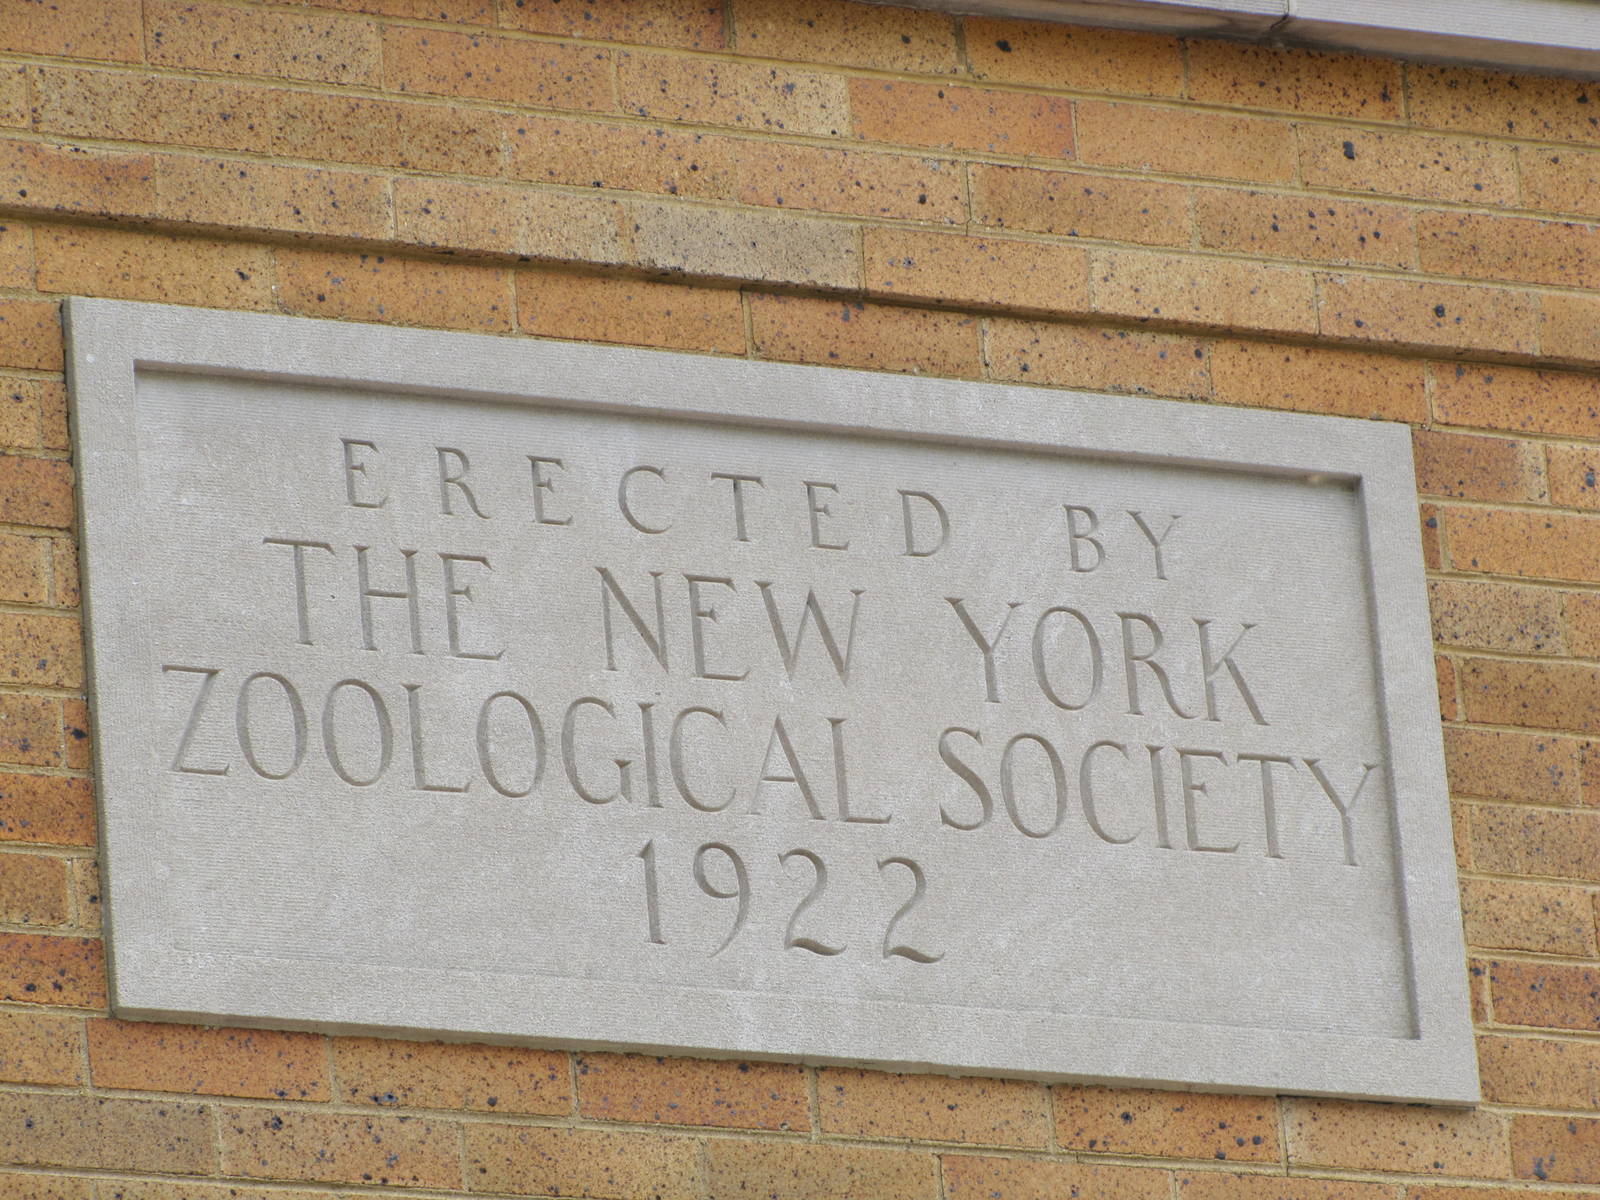 ERECTED BY
THE NEW YORK
ZOOLOGICAL SOCIETY
1922